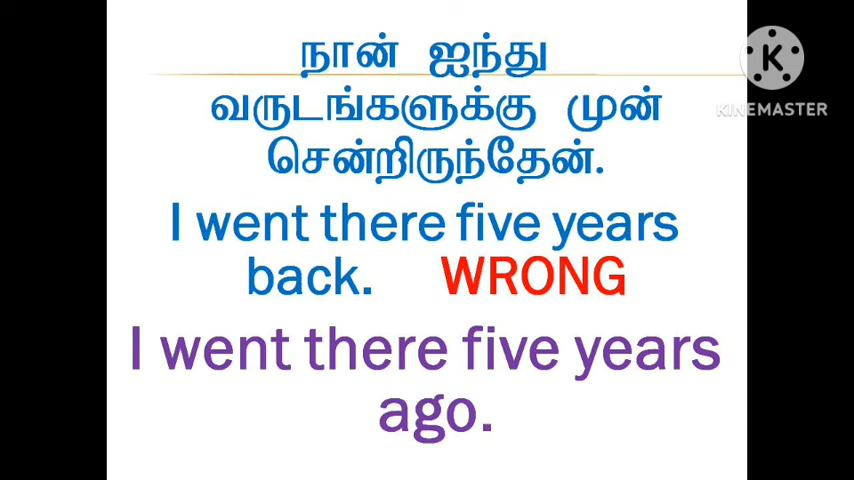 நான் ஐந்து
வருடங்களுக்கு முன்
சென்றிருந்தேன்.
I went there five years
back. WRONG
I went there five years
ago.
K
KINEMASTER